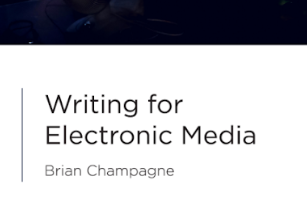 Writing for
Electronic Media
Brian Champagne